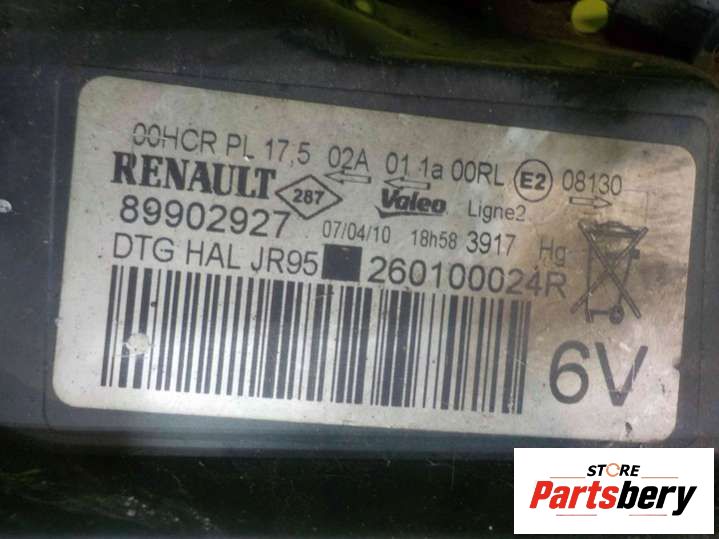 00HCR PL 17,5 02A 01 1a 00RL E2 08130
RENAULT 287 Valeo Ligne2
89902927 07/04/10 18h58 3917 Hg
DTG HAL JR95 260100024R
6V
STORE
Partsbery